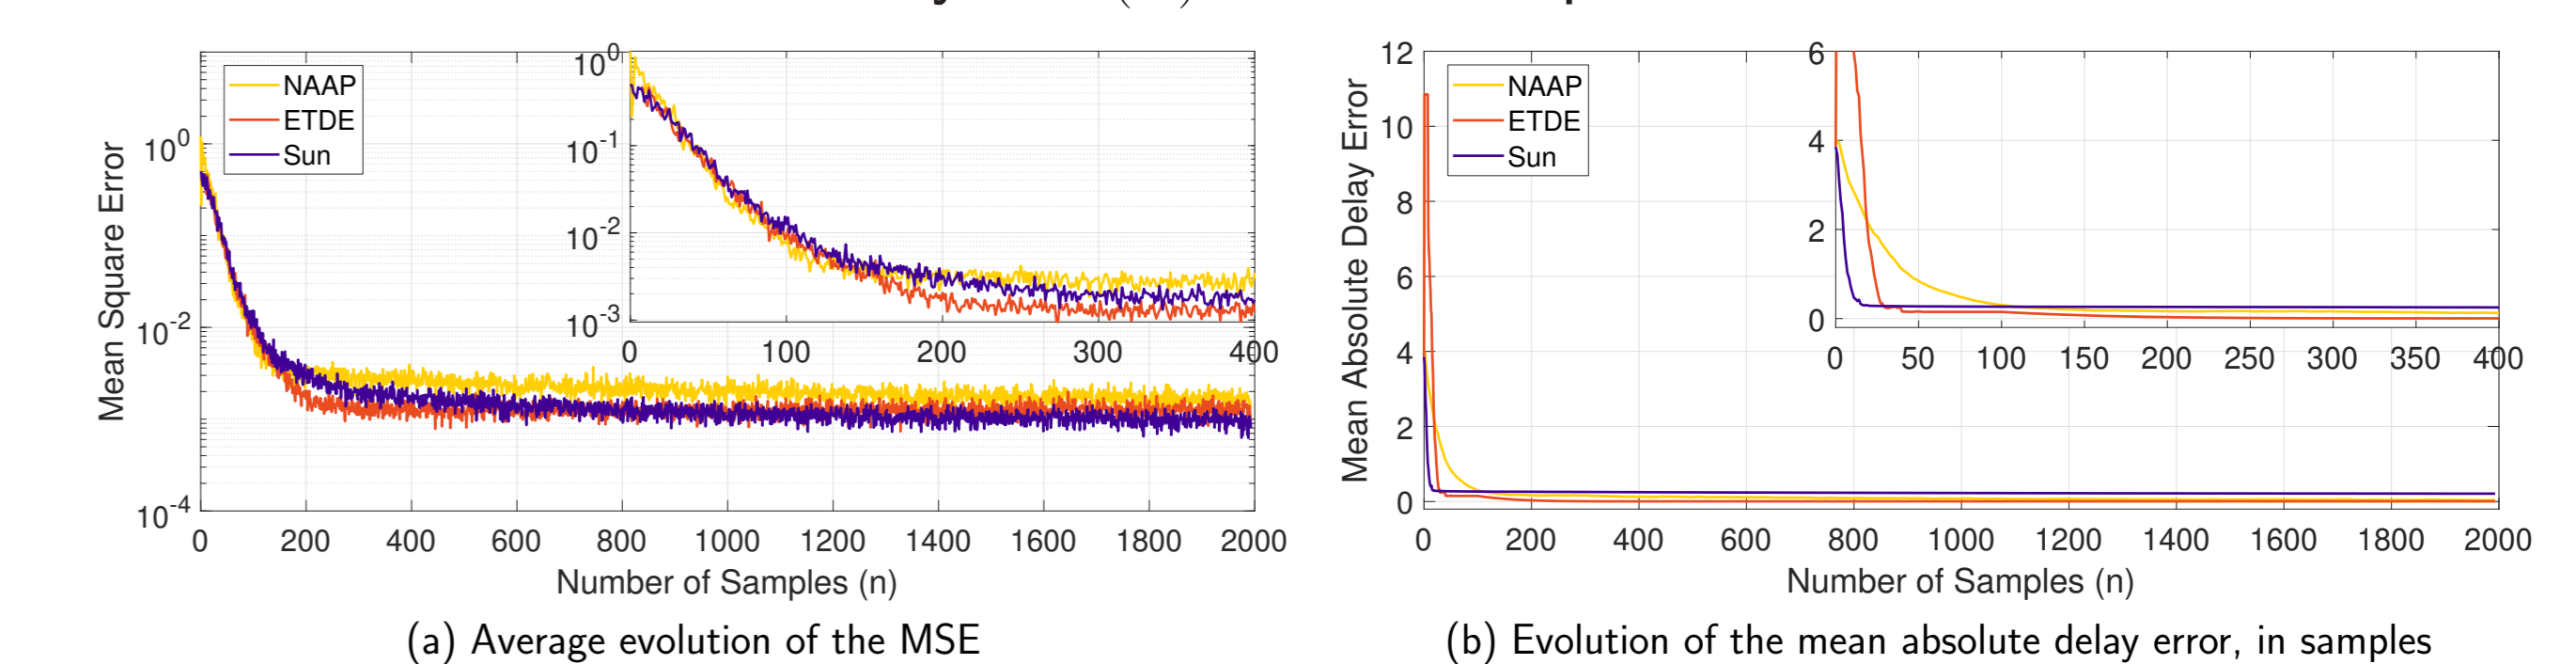 NAAP
ETDE
Sun
Mean Square Error
10^0
10^-2
10^-4
0 200 400 600 800 1000 1200 1400 1600 1800 2000
Number of Samples (n)
10^0
10^-1
10^-2
10^-3
0 100 200 300 400
(a) Average evolution of the MSE
NAAP
ETDE
Sun
Mean Absolute Delay Error
12
10
8
6
4
2
0
0 200 400 600 800 1000 1200 1400 1600 1800 2000
Number of Samples (n)
6
4
2
0
0 50 100 150 200 250 300 350 400
(b) Evolution of the mean absolute delay error, in samples